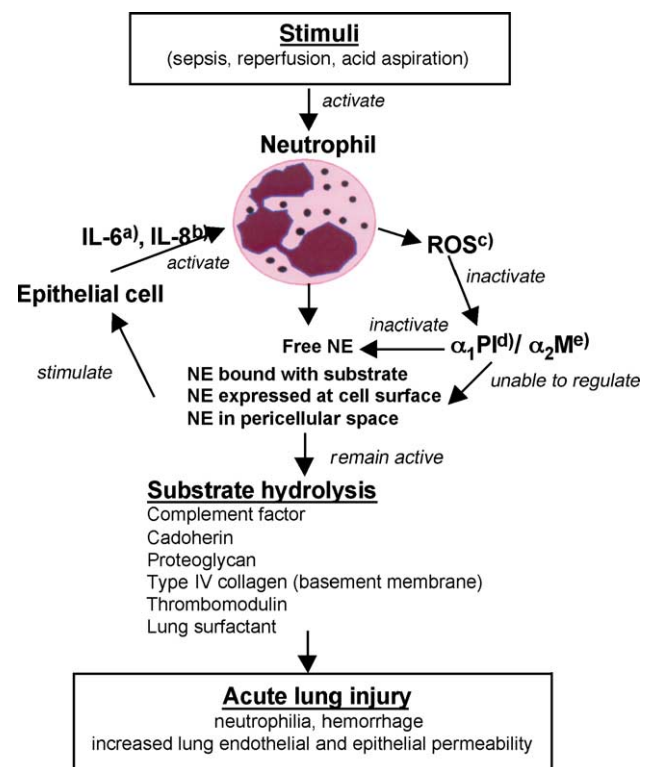 Stimuli
(sepsis, reperfusion, acid aspiration)
activate
Neutrophil
IL-6a), IL-8b)
activate
ROSc)
inactivate
Epithelial cell
stimulate
Free NE
inactivate
α1PId)/ α2Me)
unable to regulate
NE bound with substrate
NE expressed at cell surface
NE in pericellular space
remain active
Substrate hydrolysis
Complement factor
Cadoherin
Proteoglycan
Type IV collagen (basement membrane)
Thrombomodulin
Lung surfactant
Acute lung injury
neutrophilia, hemorrhage
increased lung endothelial and epithelial permeability